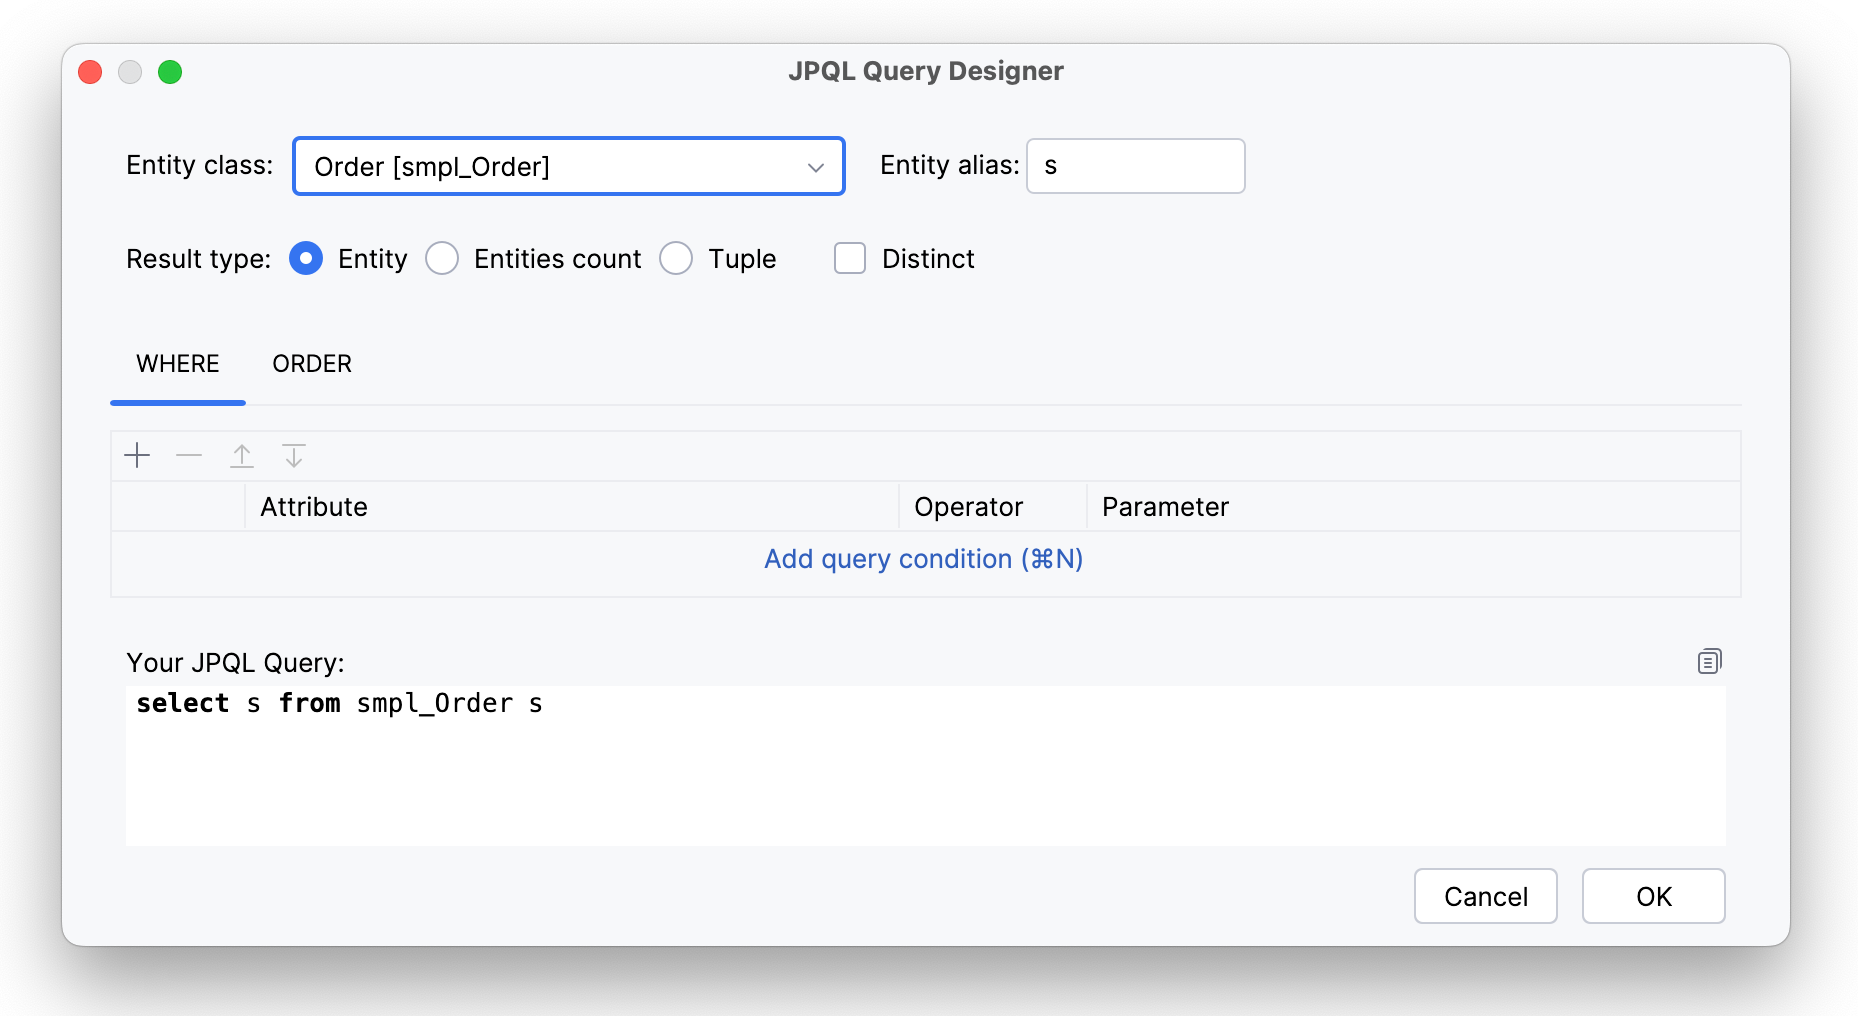 JPQL Query Designer
Entity class: Order [smpl_Order] Entity alias: s
Result type: Entity Entities count Tuple Distinct
WHERE ORDER
Attribute Operator Parameter
Add query condition (⌘N)
Your JPQL Query:
select s from smpl_Order s
Cancel OK